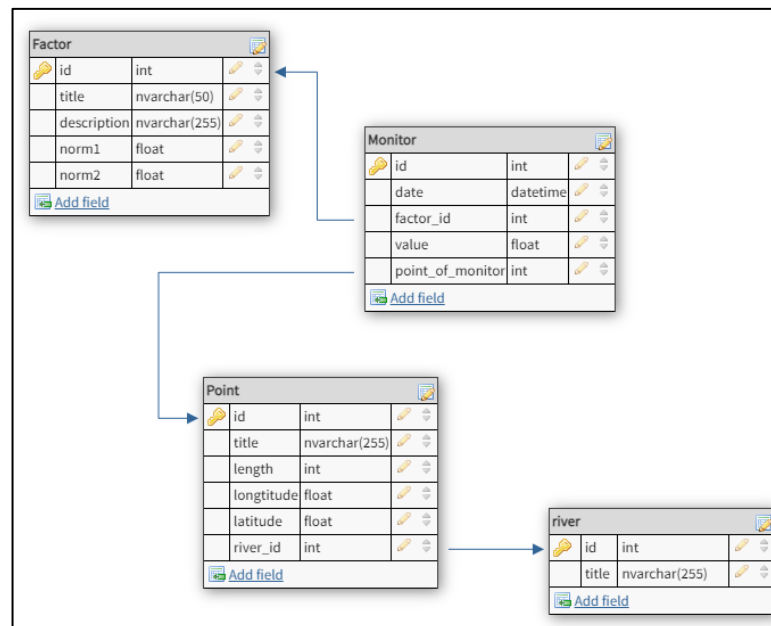 Factor
id int
title nvarchar(50)
description nvarchar(255)
norm1 float
norm2 float
Add field
Monitor
id int
date datetime
factor_id int
value float
point_of_monitor int
Add field
Point
id int
title nvarchar(255)
length int
longtitude float
latitude float
river_id int
Add field
river
id int
title nvarchar(255)
Add field